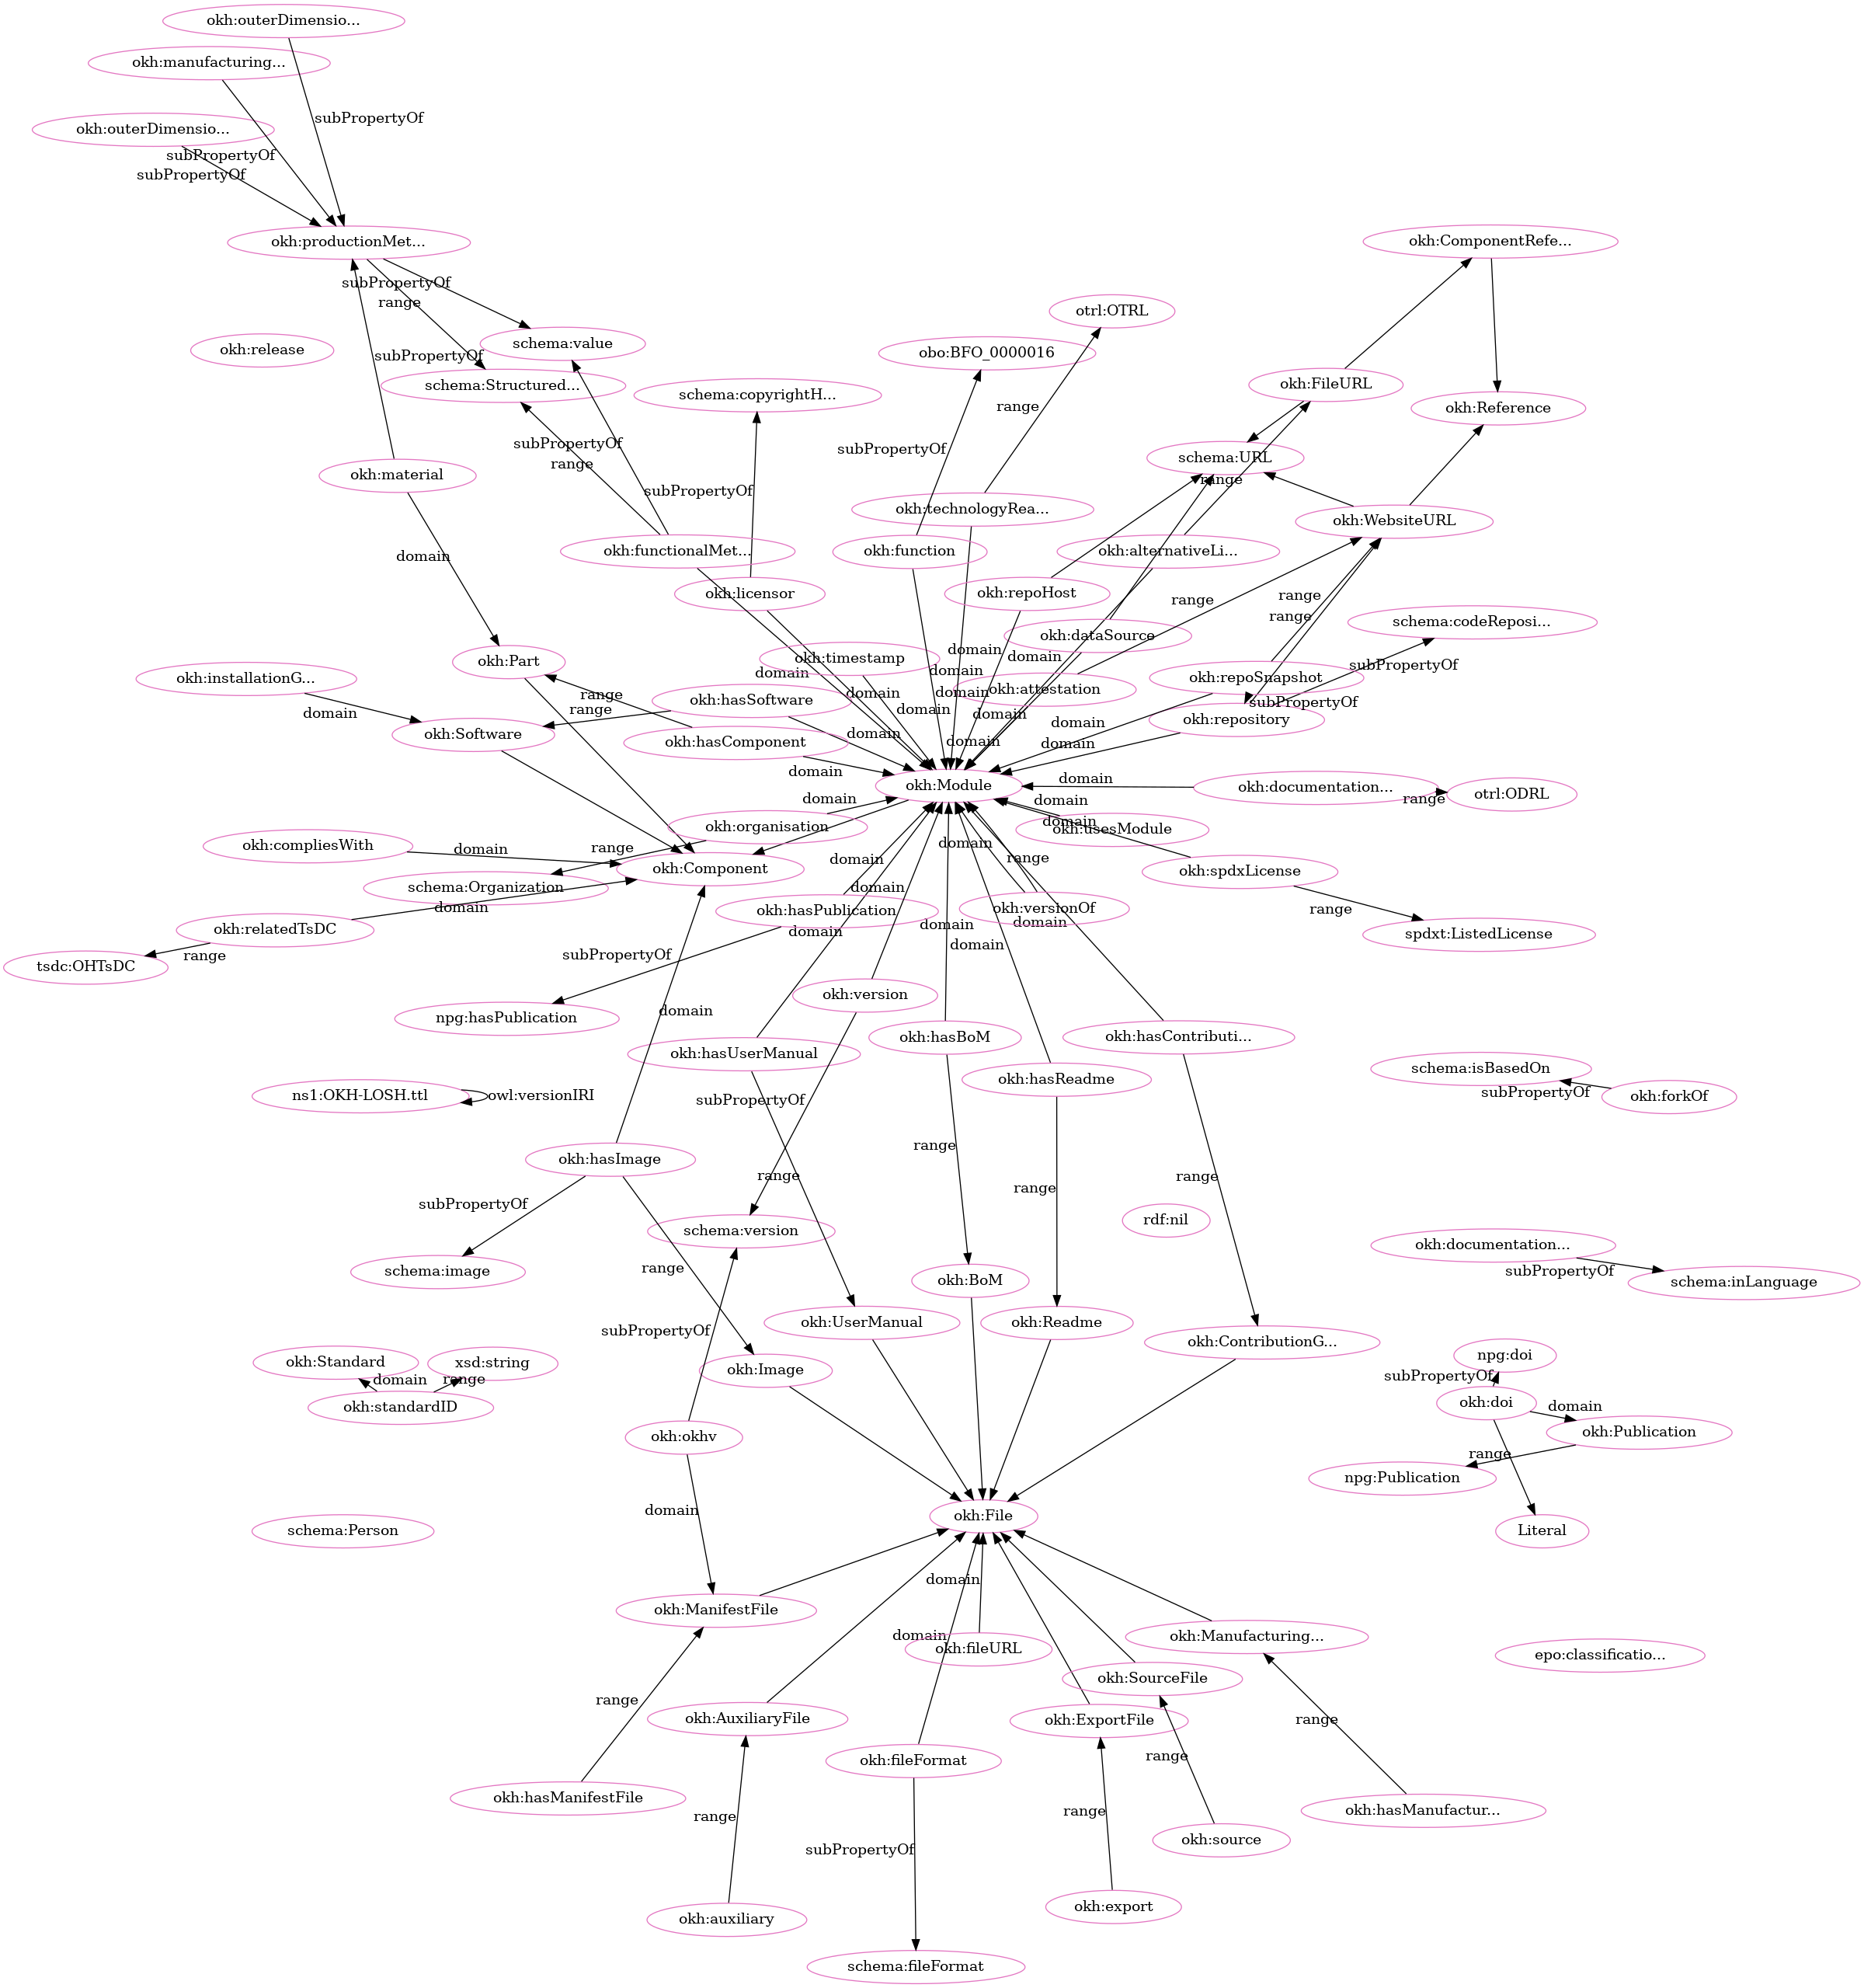 okh:outerDimensio...
okh:manufacturing...
subPropertyOf
okh:outerDimensio...
subPropertyOf
subPropertyOf
okh:productionMet...
okh:ComponentRefe...
subPropertyOf
range
otrl:OTRL
okh:release
schema:value
obo:BFO_0000016
subPropertyOf
schema:Structured...
okh:FileURL
schema:copyrightH...
range
okh:Reference
subPropertyOf
subPropertyOf
schema:URL
range
okh:material
range
subPropertyOf
okh:technologyRea...
okh:WebsiteURL
domain
okh:functionalMet...
okh:function
okh:alternativeLi...
okh:licensor
okh:repoHost
range
range
range
okh:dataSource
schema:codeReposi...
okh:Part
okh:timestamp
domain
domain
subPropertyOf
okh:installationG...
domain
domain
okh:repoSnapshot
range
okh:hasSoftware
domain
domain
okh:attestation
subPropertyOf
domain
range
domain
domain
domain
okh:repository
okh:Software
domain
okh:hasComponent
domain
domain
domain
okh:Module
domain
okh:documentation...
range
otrl:ODRL
domain
domain
okh:organisation
domain
okh:usesModule
okh:compliesWith
domain
range
domain
domain
range
okh:Component
okh:spdxLicense
schema:Organization
domain
domain
okh:hasPublication
okh:versionOf
range
okh:relatedTsDC
domain
domain
domain
domain
spdxt:ListedLicense
tsdc:OHTsDC
range
subPropertyOf
okh:version
npg:hasPublication
domain
okh:hasBoM
okh:hasContributi...
okh:hasUserManual
schema:isBasedOn
okh:hasReadme
subPropertyOf
okh:forkOf
ns1:OKH-LOSH.ttl
owl:versionIRI
subPropertyOf
range
okh:hasImage
range
range
range
subPropertyOf
schema:version
rdf:nil
okh:documentation...
schema:image
range
okh:BoM
subPropertyOf
schema:inLanguage
subPropertyOf
okh:UserManual
okh:Readme
okh:ContributionG...
okh:Standard
xsd:string
okh:Image
npg:doi
domain
range
subPropertyOf
okh:standardID
okh:doi
domain
okh:okhv
okh:Publication
range
npg:Publication
domain
okh:File
schema:Person
Literal
domain
okh:ManifestFile
domain
okh:fileURL
okh:Manufacturing...
epo:classificatio...
okh:SourceFile
range
okh:AuxiliaryFile
okh:ExportFile
range
okh:fileFormat
range
okh:hasManifestFile
range
range
okh:hasManufactur...
subPropertyOf
okh:source
okh:auxiliary
okh:export
schema:fileFormat